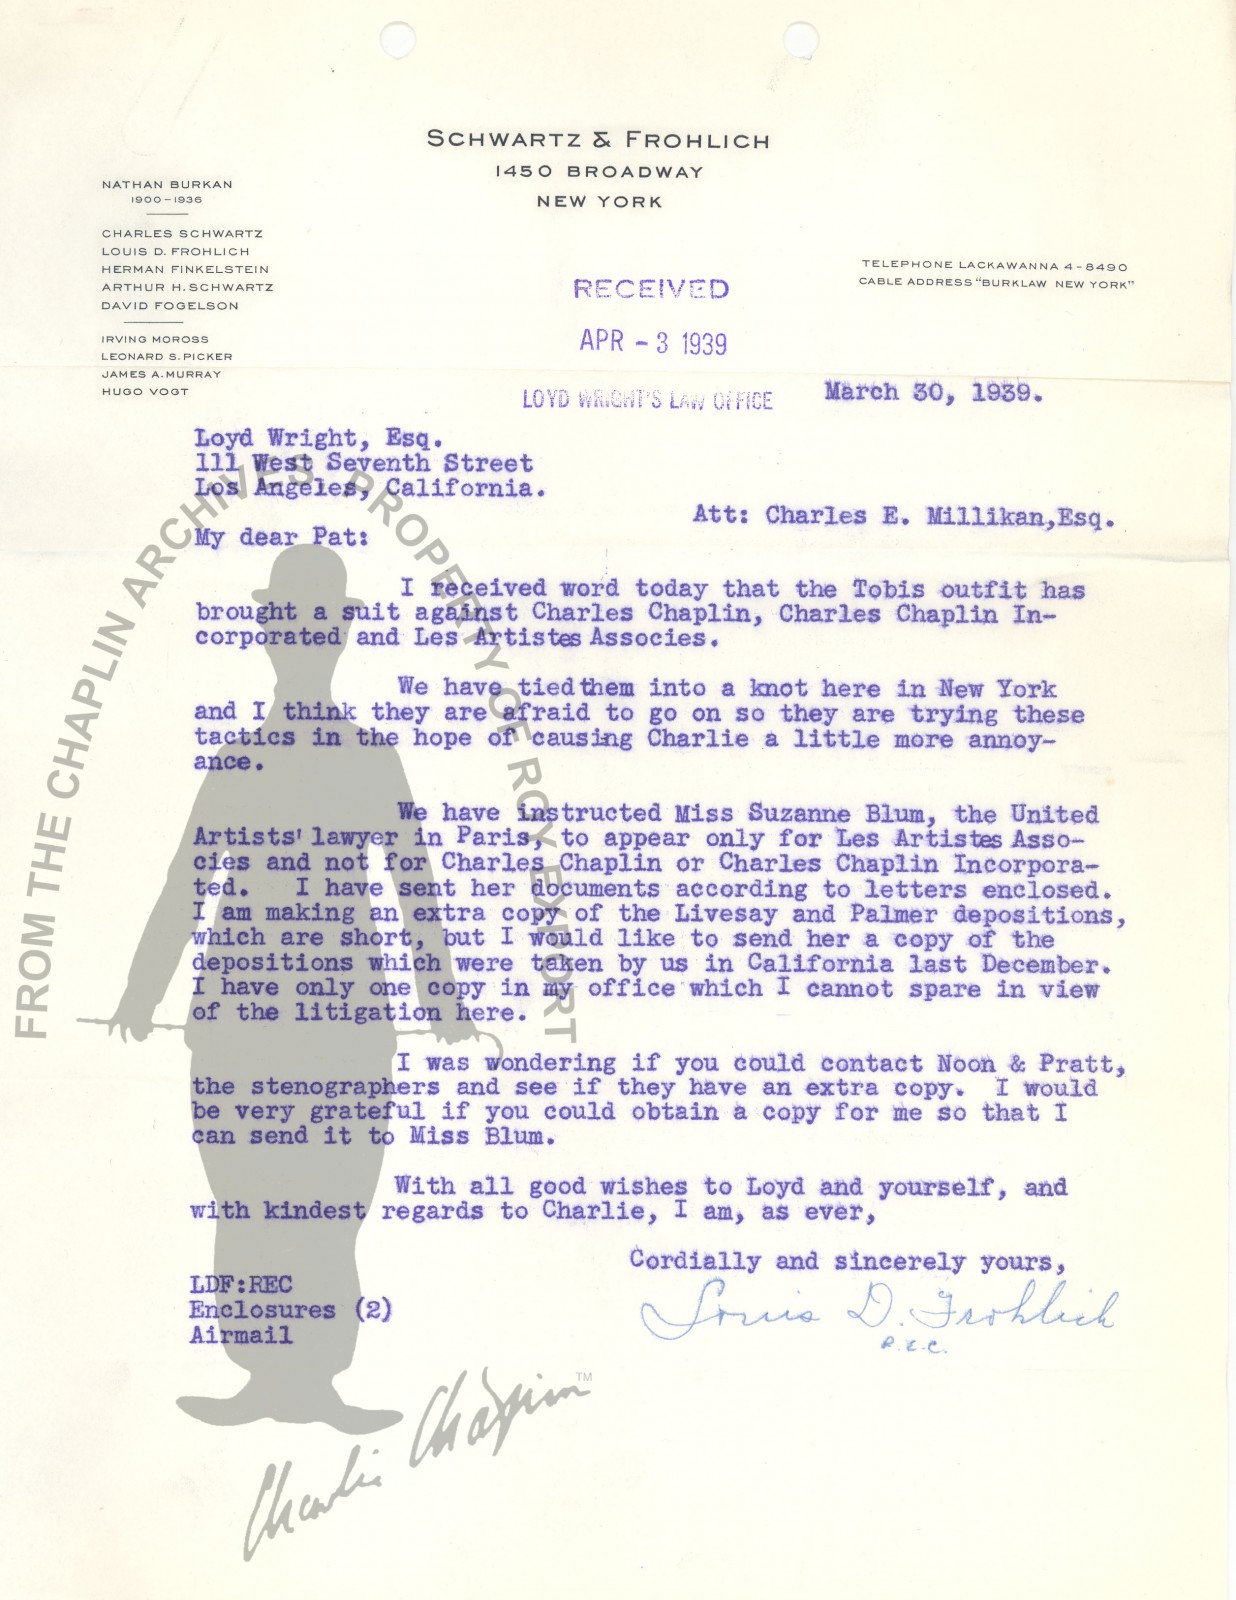 SCHWARTZ & FROHLICH
1450 BROADWAY
NEW YORK
NATHAN BURKAN
1900-1936
CHARLES SCHWARTZ
LOUIS D. FROHLICH
HERMAN FINKELSTEIN
ARTHUR H. SCHWARTZ
DAVID FOGELSON
IRVING MOROSS
LEONARD S. PICKER
JAMES A. MURRAY
HUGO VOGT
TELEPHONE LACKAWANNA 4-8490
CABLE ADDRESS "BURKLAW NEW YORK"
RECEIVED
APR - 3 1939
LOYD WRIGHT'S LAW OFFICE
March 30, 1939.
Loyd Wright, Esq.
111 West Seventh Street
Los Angeles, California.
Att: Charles E. Millikan,Esq.
My dear Pat:
I received word today that the Tobis outfit has
brought a suit against Charles Chaplin, Charles Chaplin In-
corporated and Les Artistes Associes.
We have tied them into a knot here in New York
and I think they are afraid to go on so they are trying these
tactics in the hope of causing Charlie a little more annoy-
ance.
We have instructed Miss Suzanne Blum, the United
Artists' lawyer in Paris, to appear only for Les Artistes Asso-
cies and not for Charles Chaplin or Charles Chaplin Incorpora-
ted. I have sent her documents according to letters enclosed.
I am making an extra copy of the Livesay and Palmer depositions,
which are short, but I would like to send her a copy of the
depositions which were taken by us in California last December.
I have only one copy in my office which I cannot spare in view
of the litigation here.
I was wondering if you could contact Noon & Pratt,
the stenographers and see if they have an extra copy. I would
be very grateful if you could obtain a copy for me so that I
can send it to Miss Blum.
With all good wishes to Loyd and yourself, and
with kindest regards to Charlie, I am, as ever,
Cordially and sincerely yours,
Louis D. Frohlich
R.E.C.
LDF:REC
Enclosures (2)
Airmail
FROM THE CHAPLIN ARCHIVES, PROPERTY OF ROY EXPORT
Charlie Chaplin TM